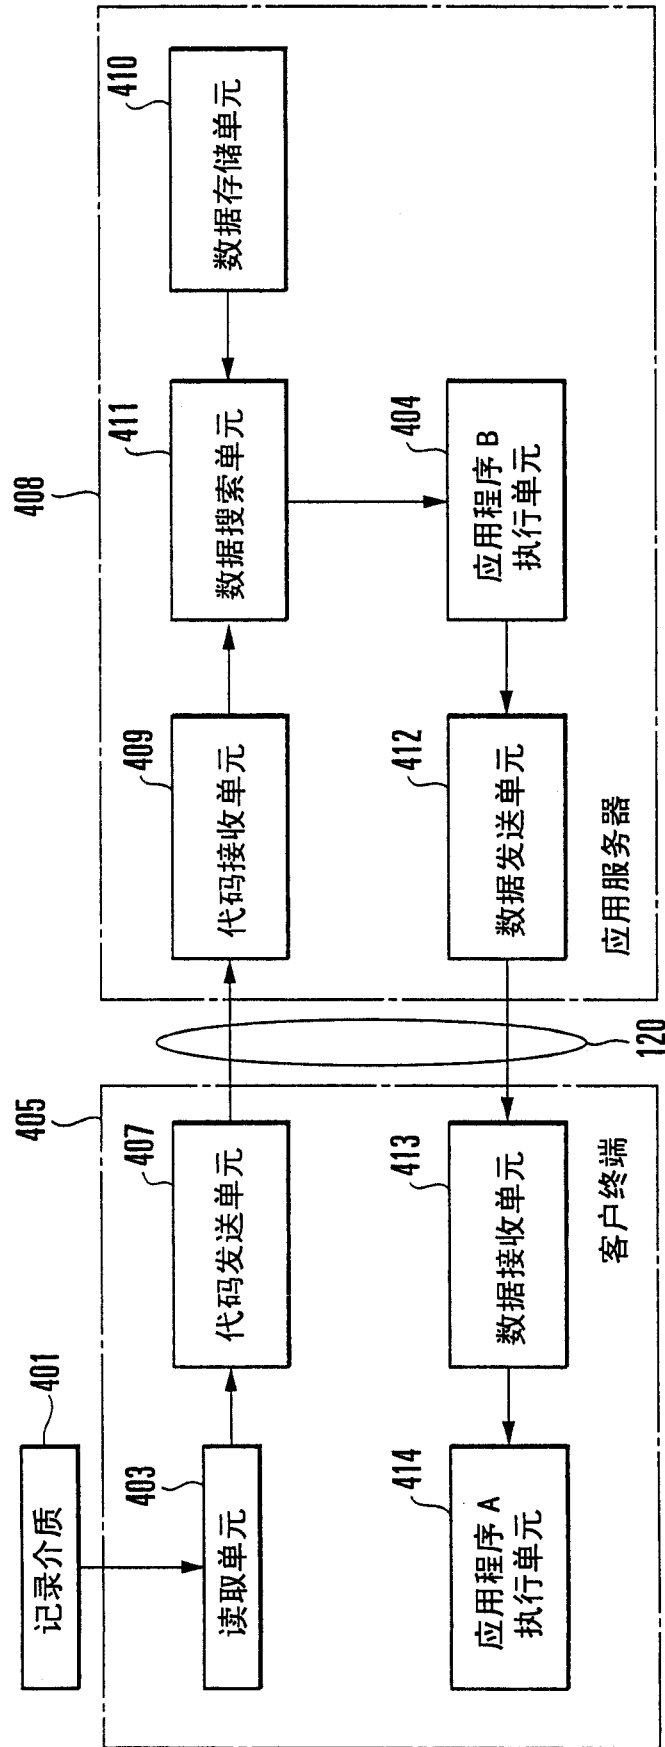 401
记录介质
405
403
读取单元
407
代码发送单元
414
应用程序A
执行单元
413
数据接收单元
客户终端
120
408
409
代码接收单元
411
数据搜索单元
410
数据存储单元
412
数据发送单元
404
应用程序B
执行单元
应用服务器